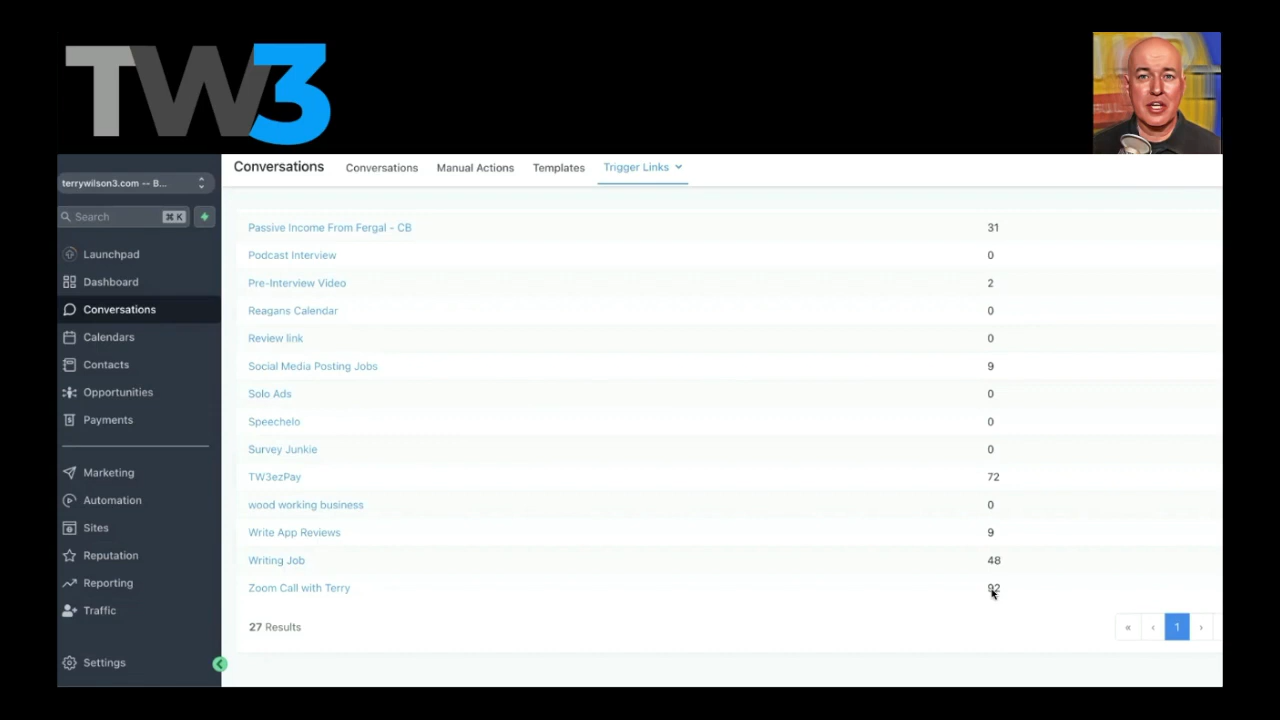 TW3
Conversations Conversations Manual Actions Templates Trigger Links
terrywilson3.com -- B...
Search ⌘ K
Launchpad
Dashboard
Conversations
Calendars
Contacts
Opportunities
Payments
Marketing
Automation
Sites
Reputation
Reporting
Traffic
Settings
Passive Income From Fergal - CB 31
Podcast Interview 0
Pre-Interview Video 2
Reagans Calendar 0
Review link 0
Social Media Posting Jobs 9
Solo Ads 0
Speechelo 0
Survey Junkie 0
TW3ezPay 72
wood working business 0
Write App Reviews 9
Writing Job 48
Zoom Call with Terry 92
27 Results
« ‹ 1 ›